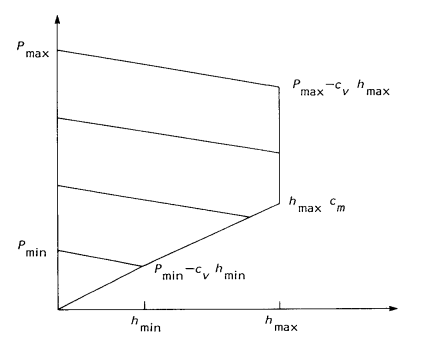 P_max
P_max−c_v h_max
h_max c_m
P_min
P_min−c_v h_min
h_min
h_max